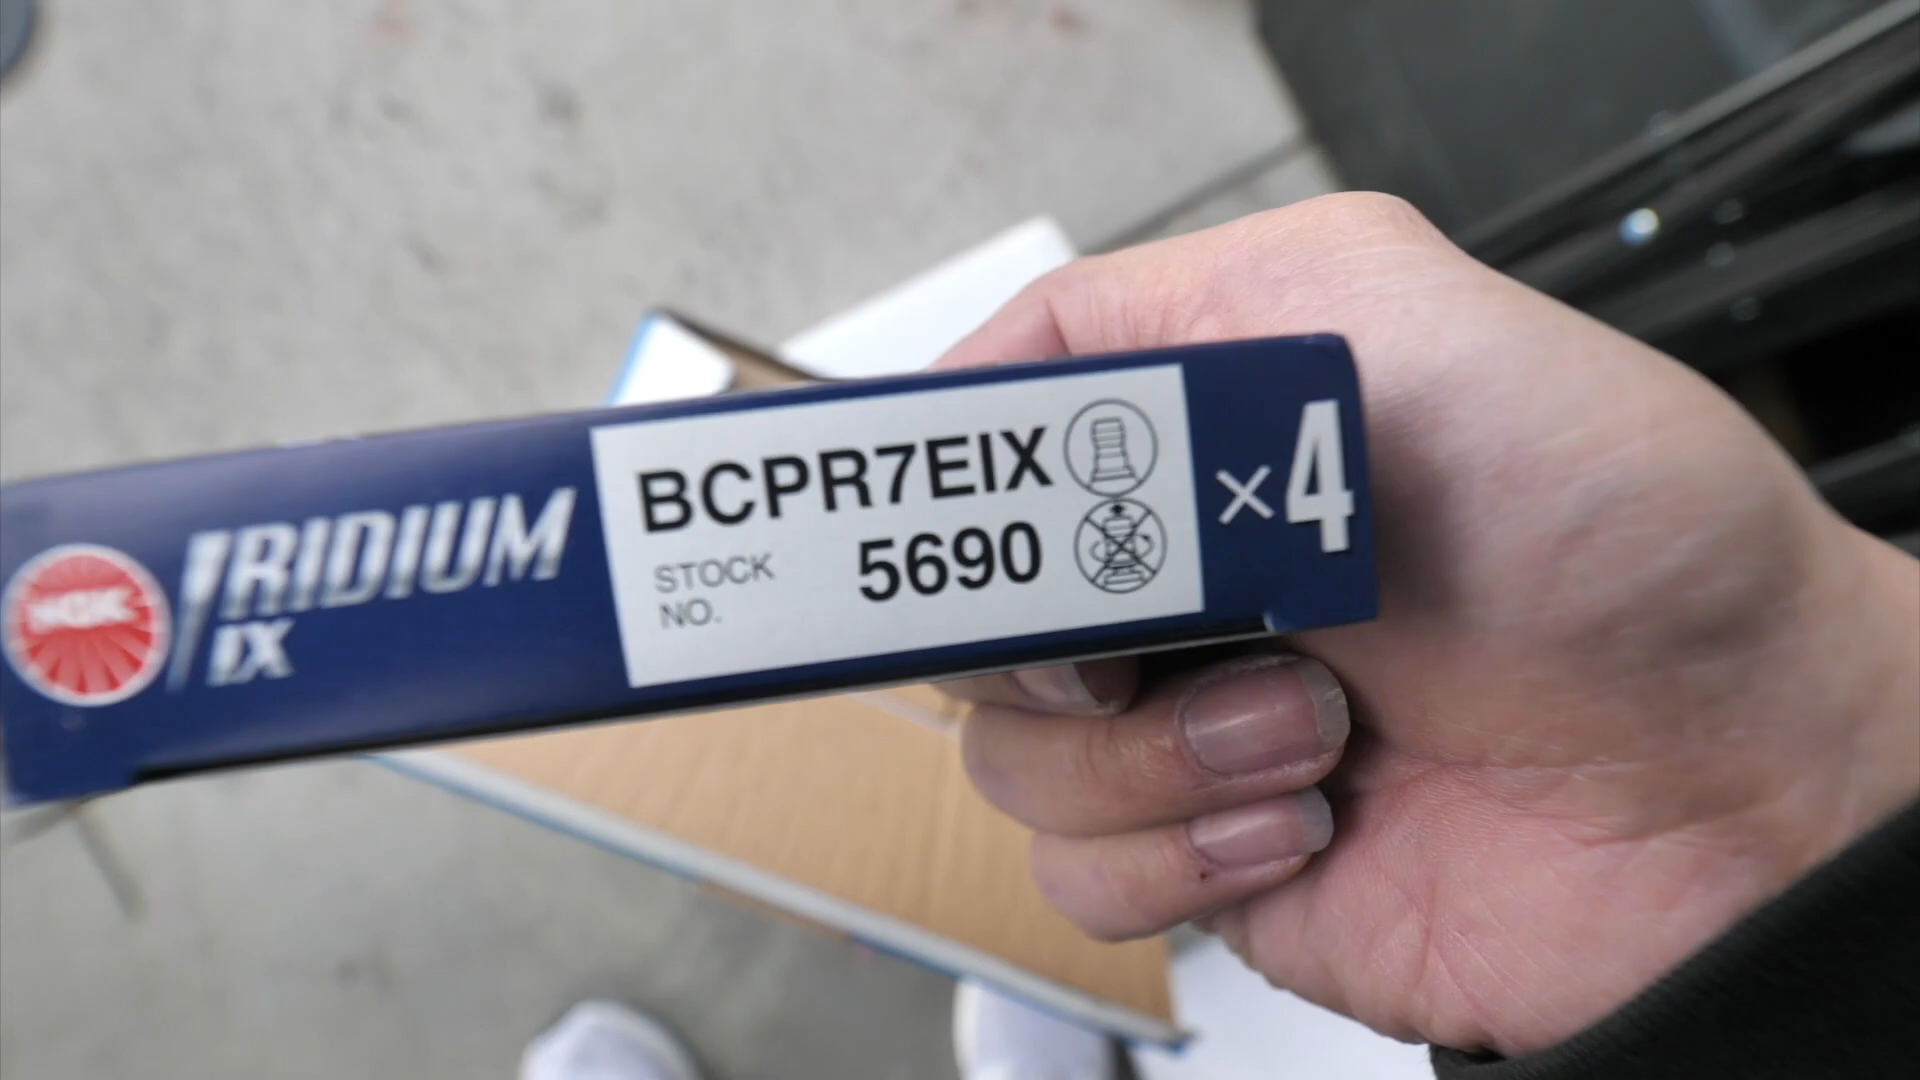 NGK
IRIDIUM
IX
BCPR7EIX
STOCK
NO.
5690
×4